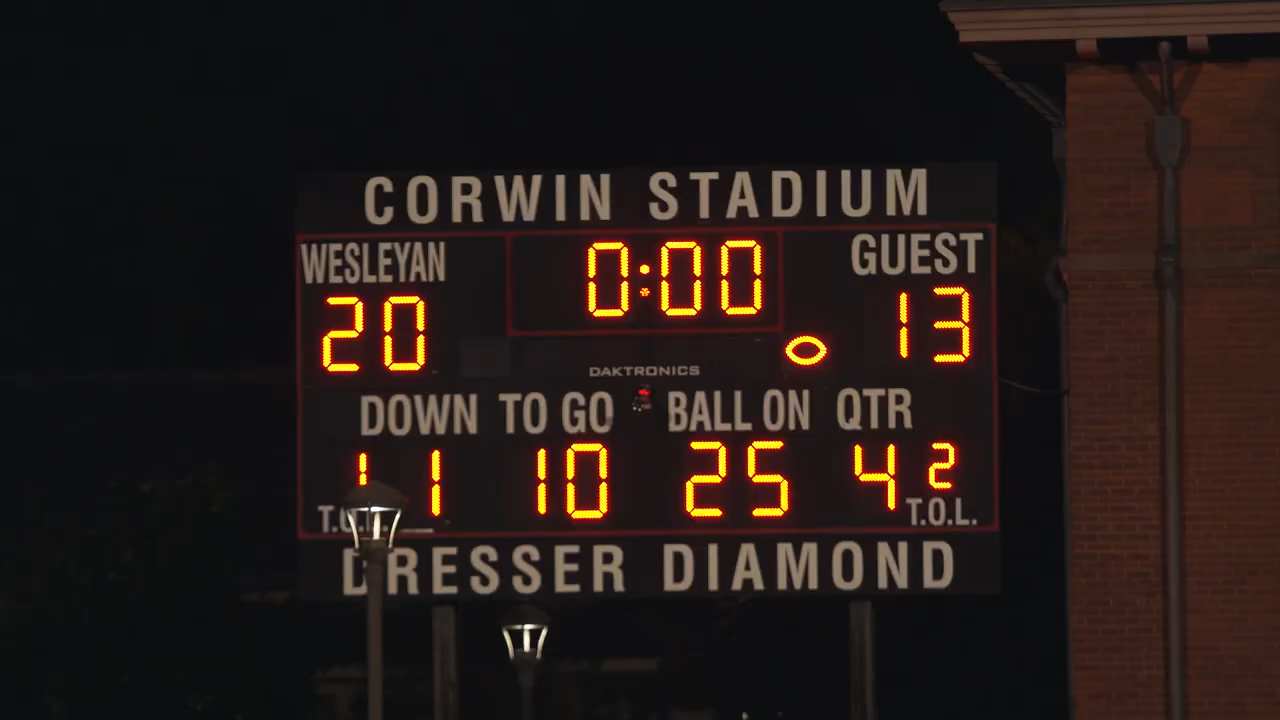 CORWIN STADIUM
WESLEYAN 0:00 GUEST
20 13
DAKTRONICS
DOWN TO GO BALL ON QTR
1 1 10 25 4 2
T.O.L. T.O.L.
DRESSER DIAMOND